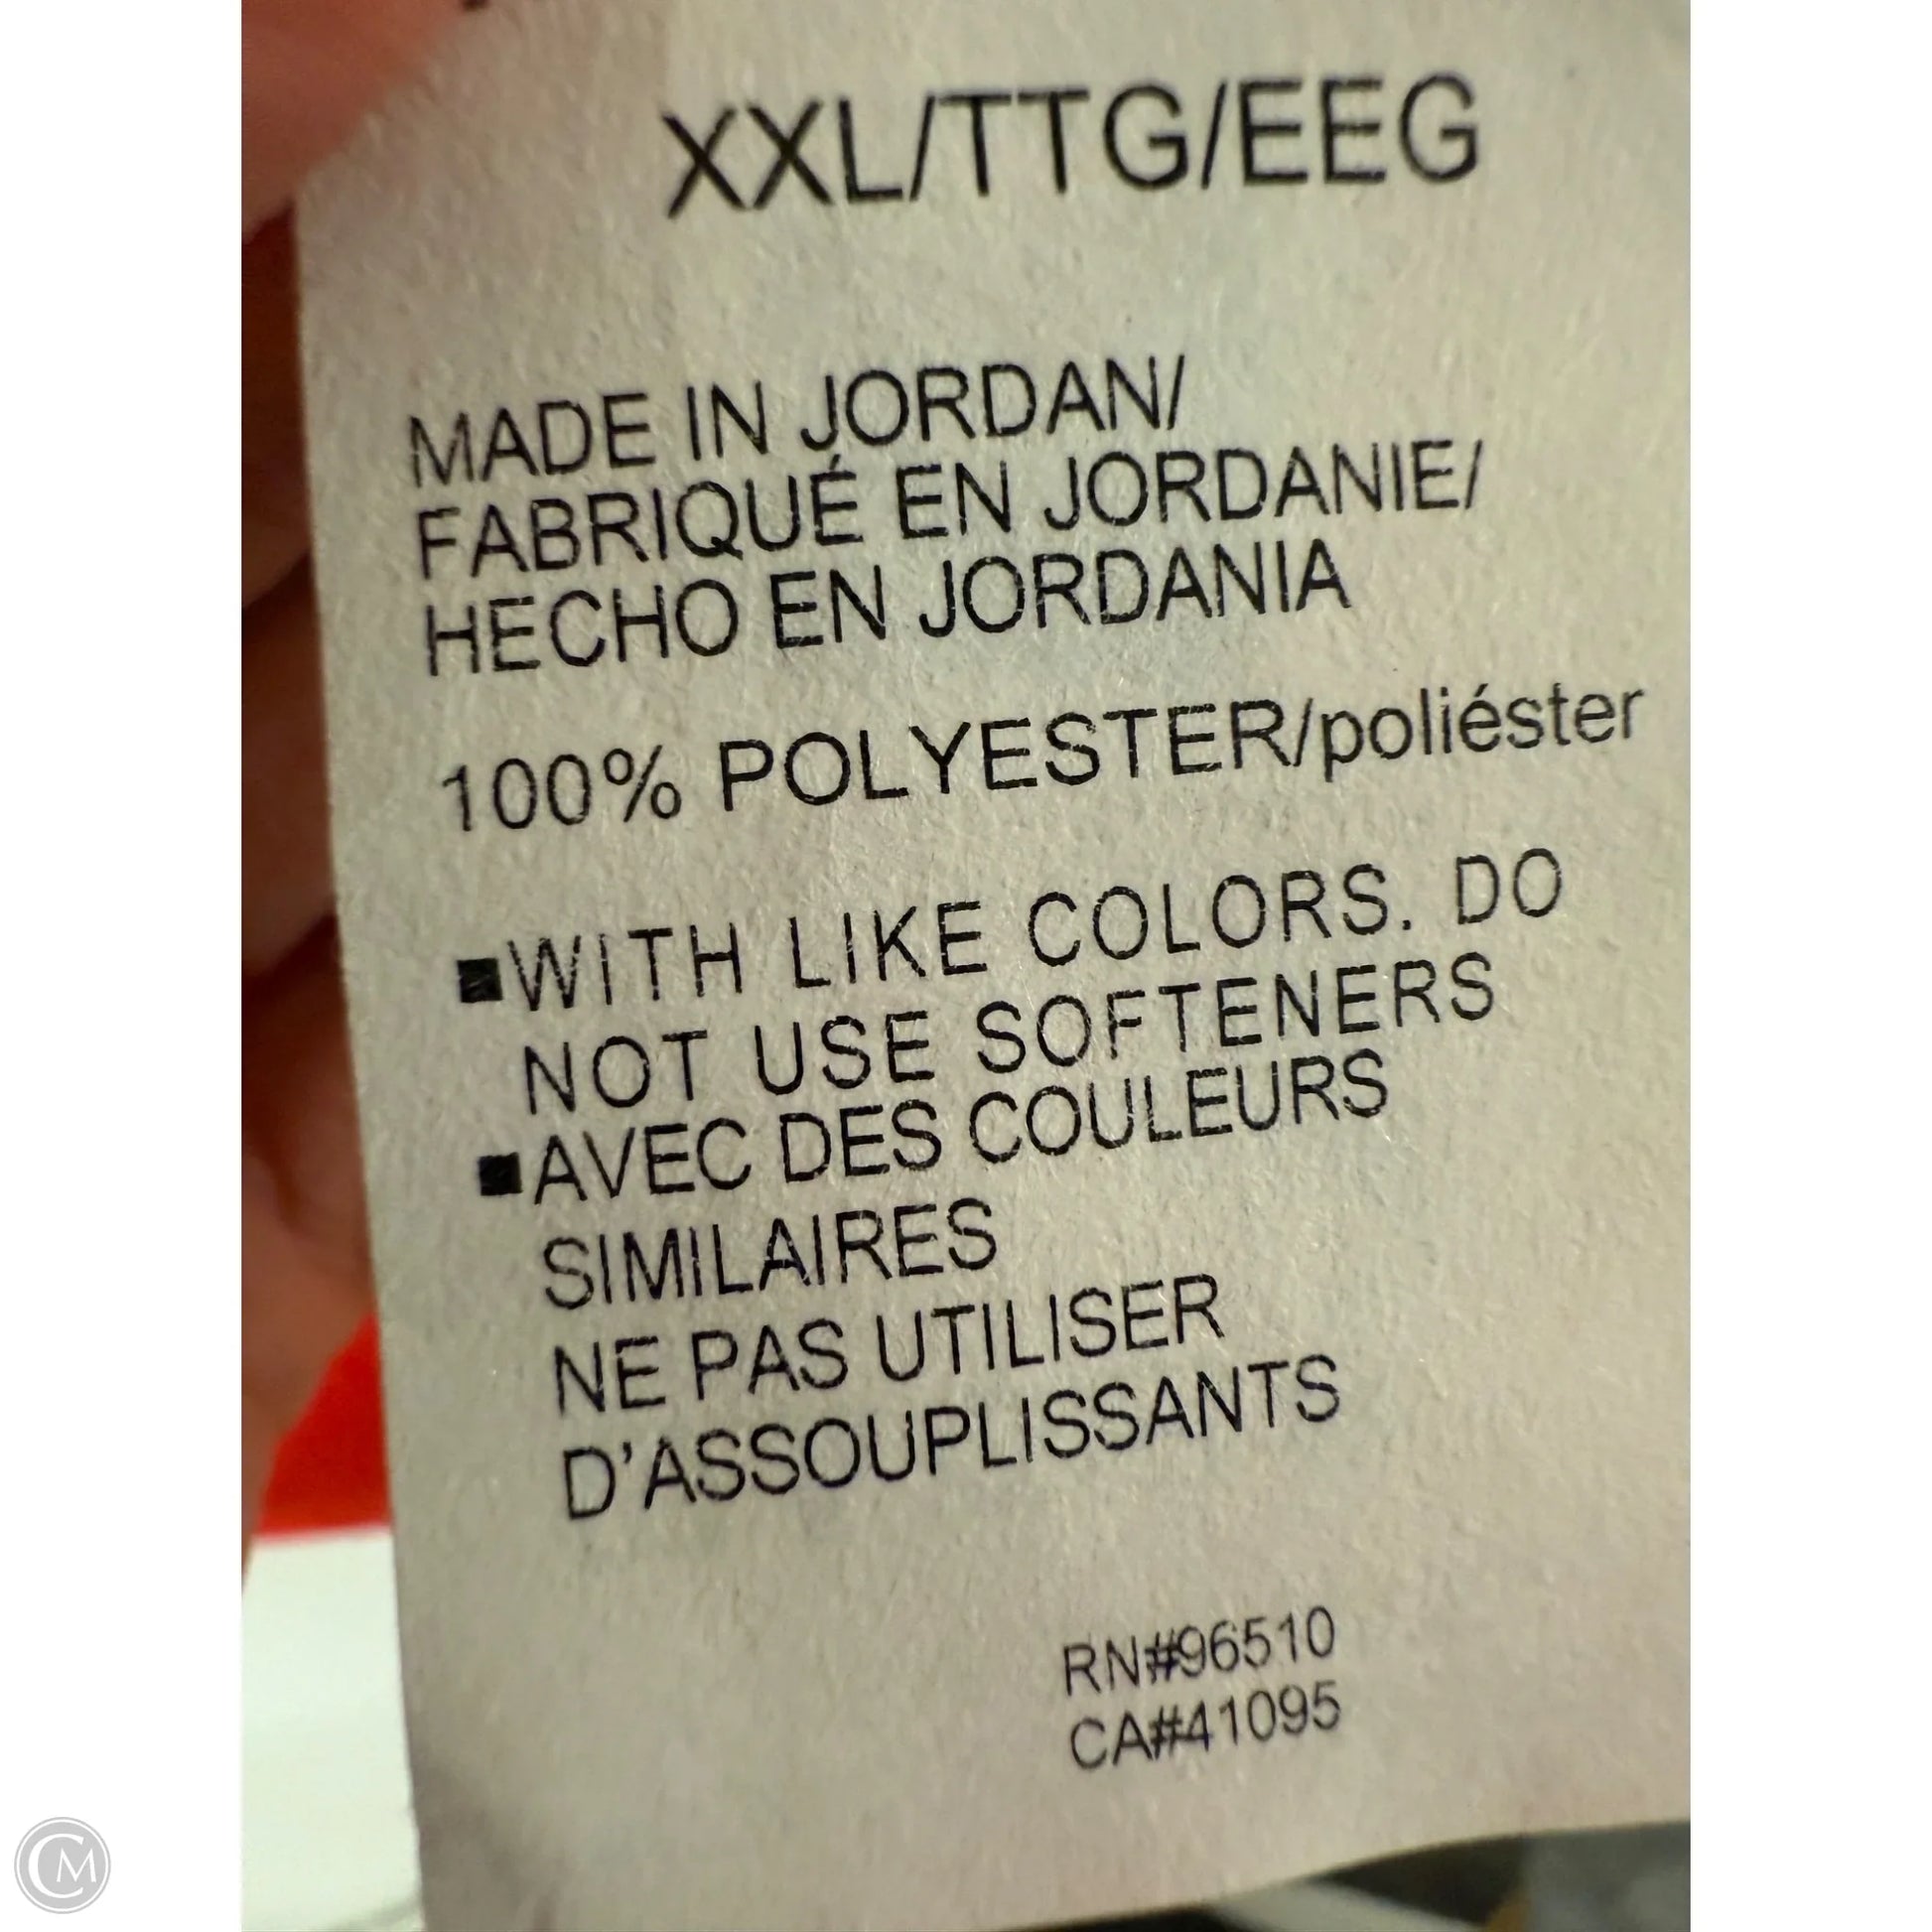 XXL/TTG/EEG
MADE IN JORDAN/
FABRIQUÉ EN JORDANIE/
HECHO EN JORDANIA
100% POLYESTER/poliéster
■WITH LIKE COLORS. DO
NOT USE SOFTENERS
■AVEC DES COULEURS
SIMILAIRES
NE PAS UTILISER
D'ASSOUPLISSANTS
RN#96510
CA#41095
CM